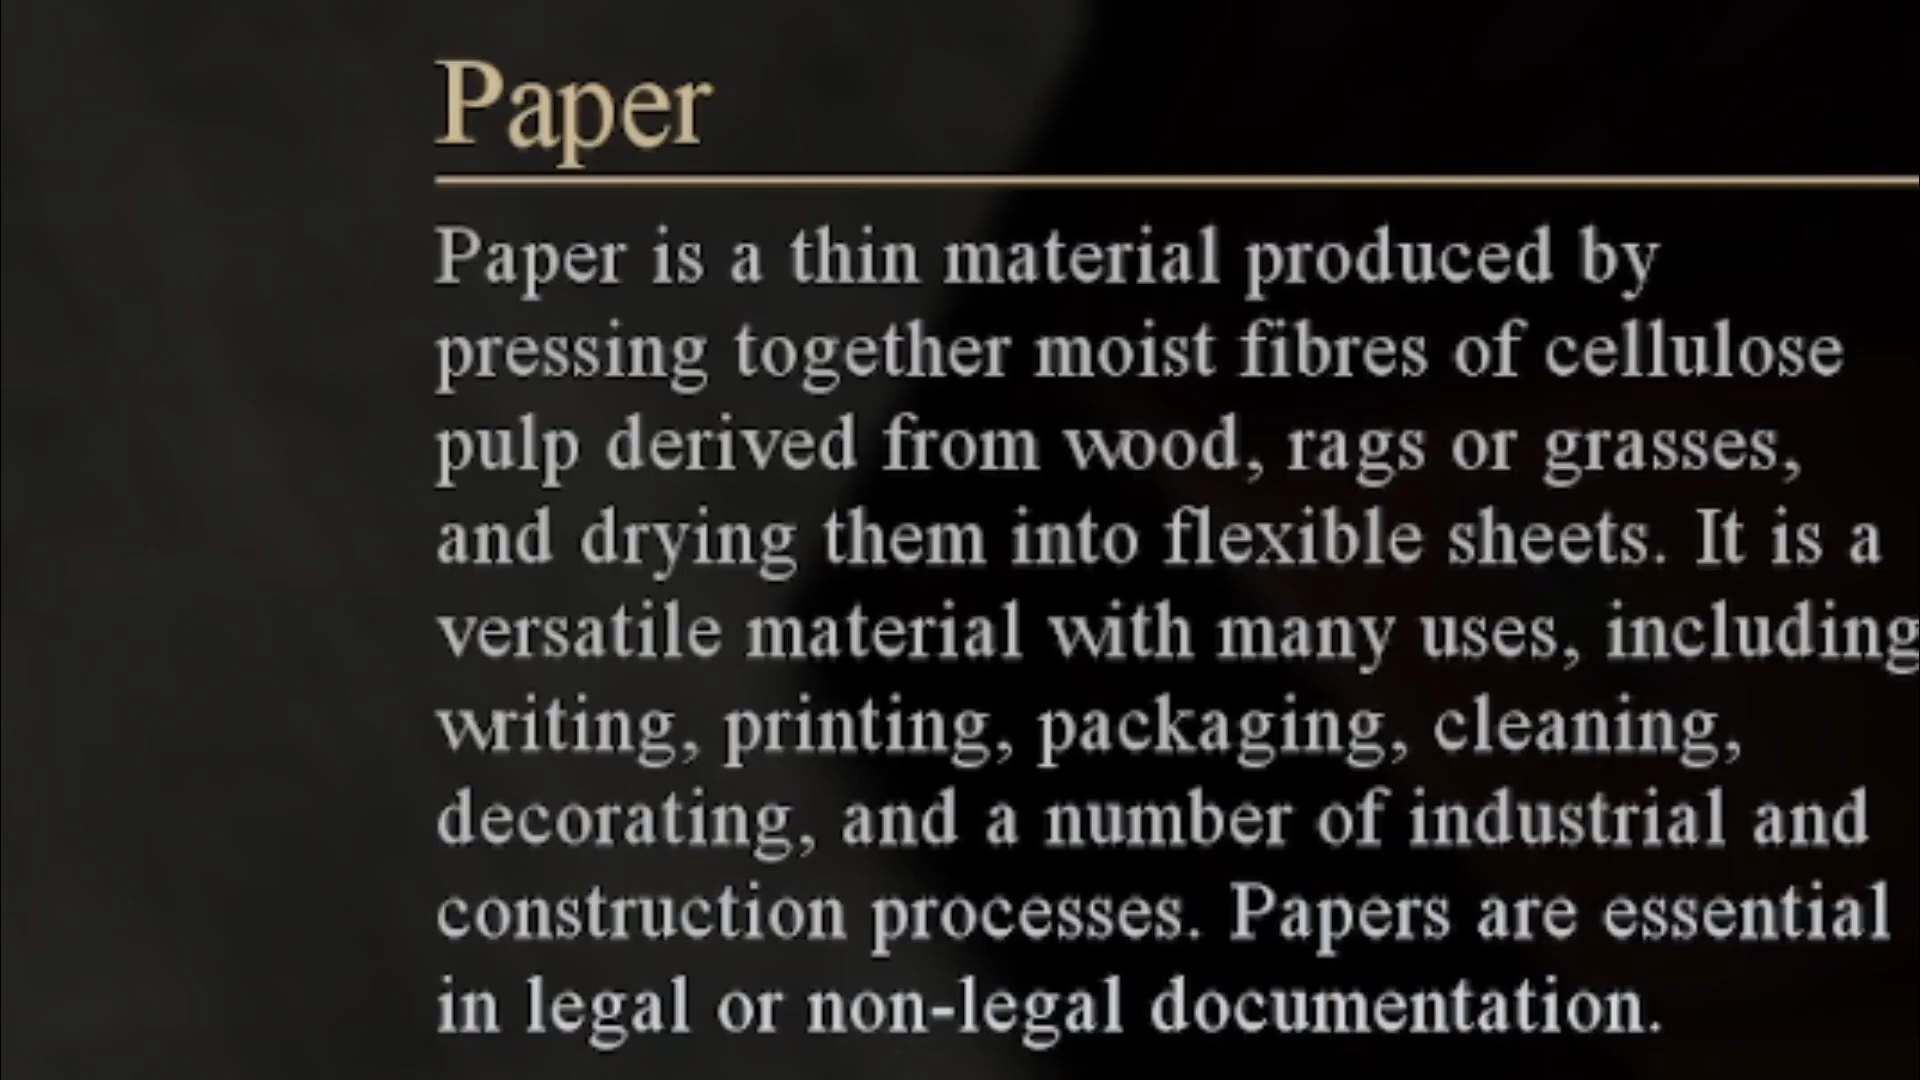 Paper
Paper is a thin material produced by
pressing together moist fibres of cellulose
pulp derived from wood, rags or grasses,
and drying them into flexible sheets. It is a
versatile material with many uses, including
writing, printing, packaging, cleaning,
decorating, and a number of industrial and
construction processes. Papers are essential
in legal or non-legal documentation.